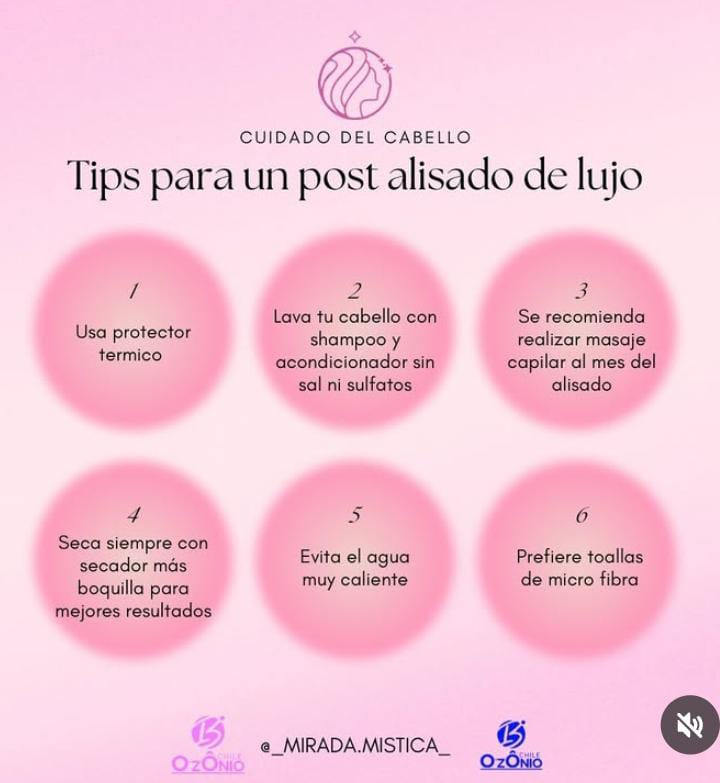 CUIDADO DEL CABELLO
Tips para un post alisado de lujo
1
Usa protector
termico
2
Lava tu cabello con
shampoo y
acondicionador sin
sal ni sulfatos
3
Se recomienda
realizar masaje
capilar al mes del
alisado
4
Seca siempre con
secador más
boquilla para
mejores resultados
5
Evita el agua
muy caliente
6
Prefiere toallas
de micro fibra
CHILE
OZÔNIO
@_MIRADA.MISTICA_
CHILE
OZÔNIO